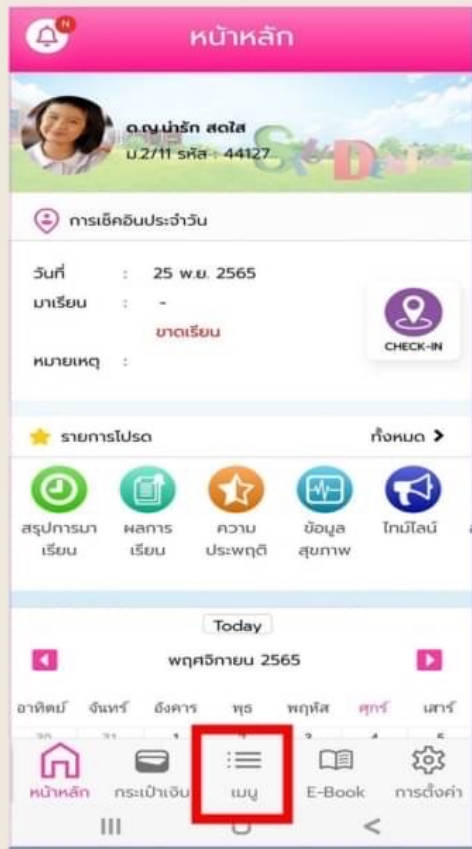 N
หน้าหลัก
ด.ญ.น่ารัก สดใส
ม.2/11 รหัส : 44127
การเช็คอินประจำวัน
วันที่ : 25 พ.ย. 2565
มาเรียน : -
ขาดเรียน
CHECK-IN
หมายเหตุ :
รายการโปรด ทั้งหมด
สรุปการมาเรียน ผลการเรียน ความประพฤติ ข้อมูลสุขภาพ ไทม์ไลน์
Today
พฤศจิกายน 2565
อาทิตย์ จันทร์ อังคาร พุธ พฤหัส ศุกร์ เสาร์
30 31 1 2 3 4 5
หน้าหลัก กระเป๋าเงิน เมนู E-Book การตั้งค่า